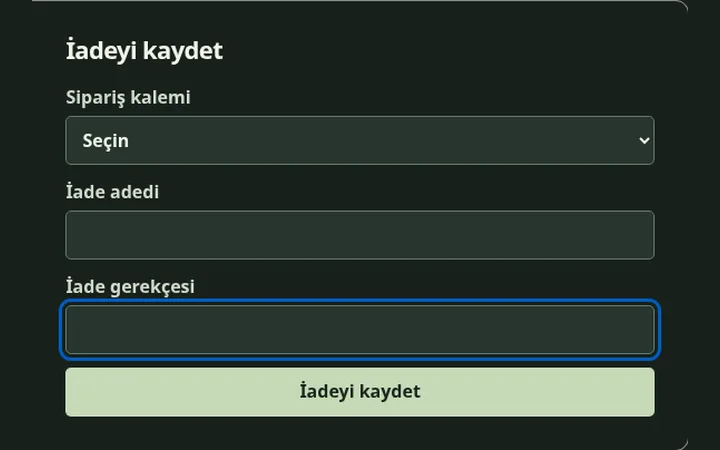 İadeyi kaydet
Sipariş kalemi
Seçin
İade adedi
İade gerekçesi
İadeyi kaydet